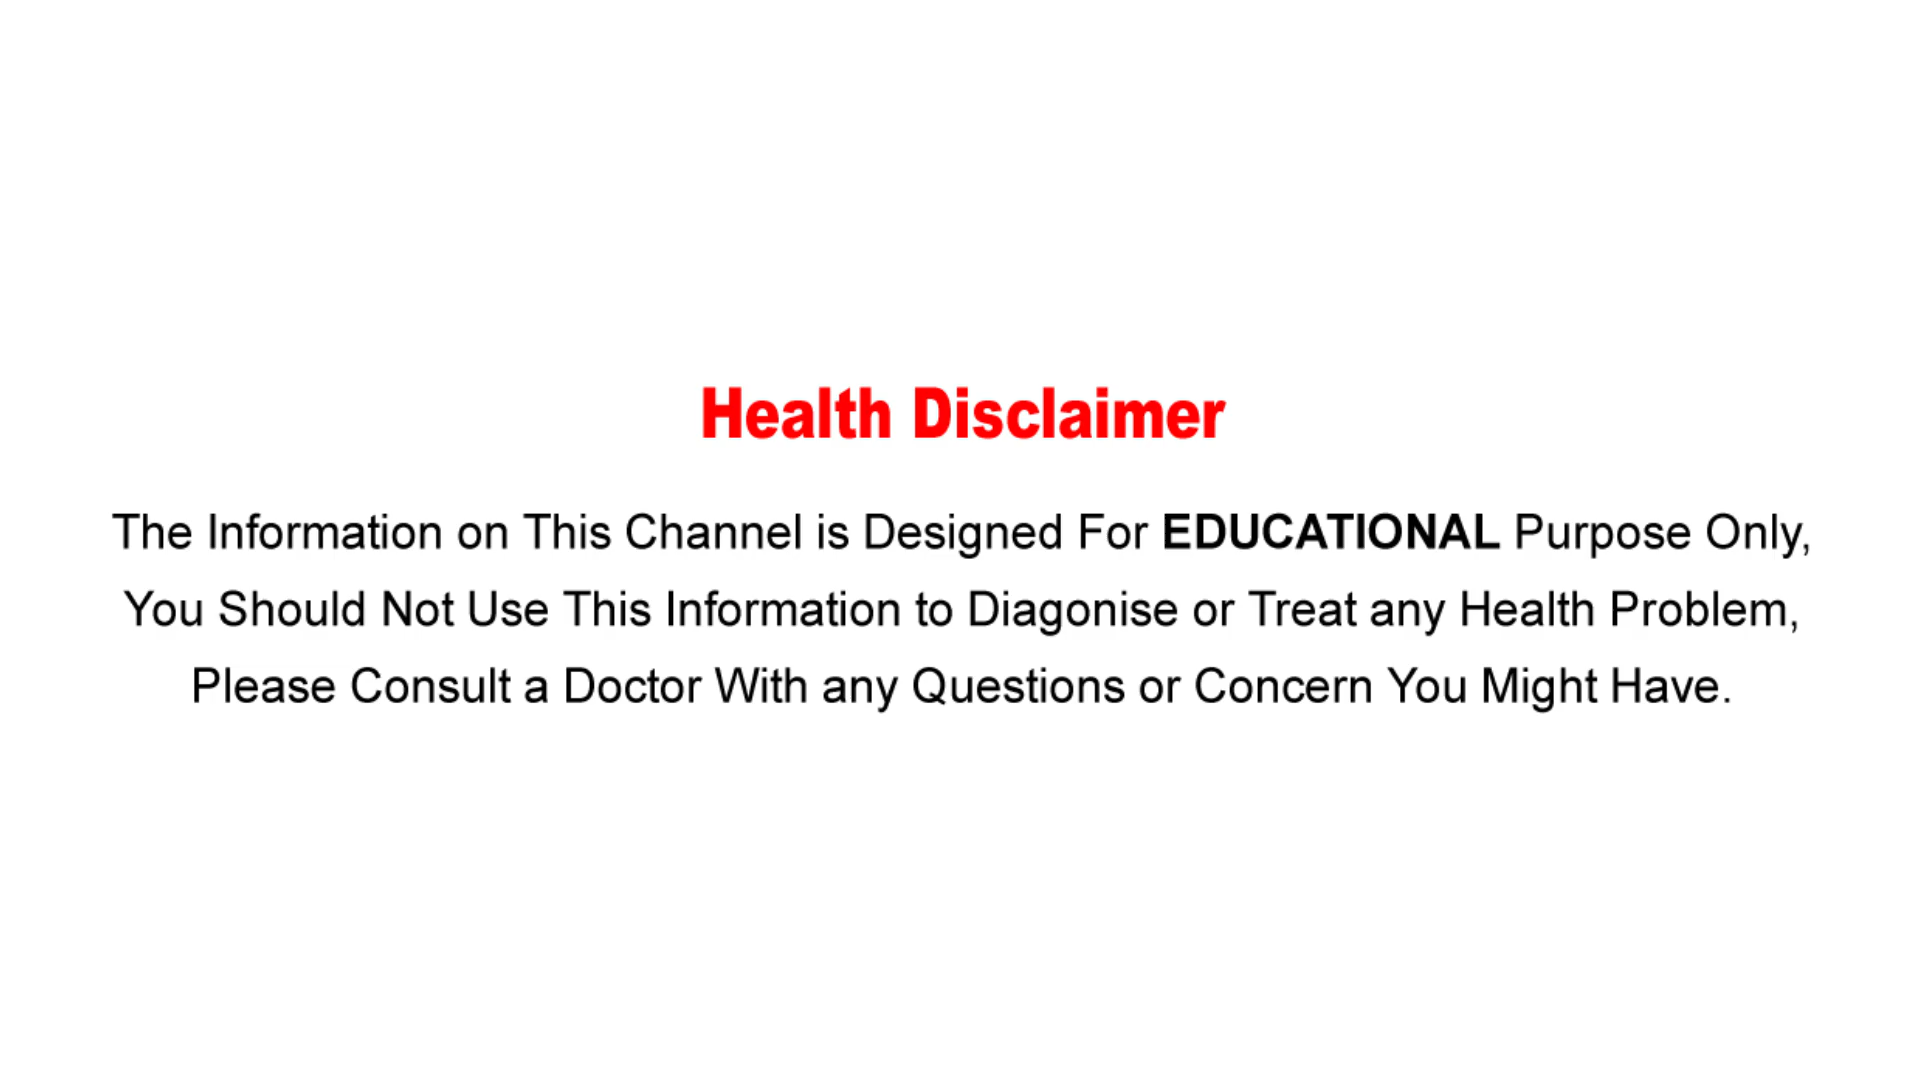 Health Disclaimer
The Information on This Channel is Designed For EDUCATIONAL Purpose Only,
You Should Not Use This Information to Diagonise or Treat any Health Problem,
Please Consult a Doctor With any Questions or Concern You Might Have.